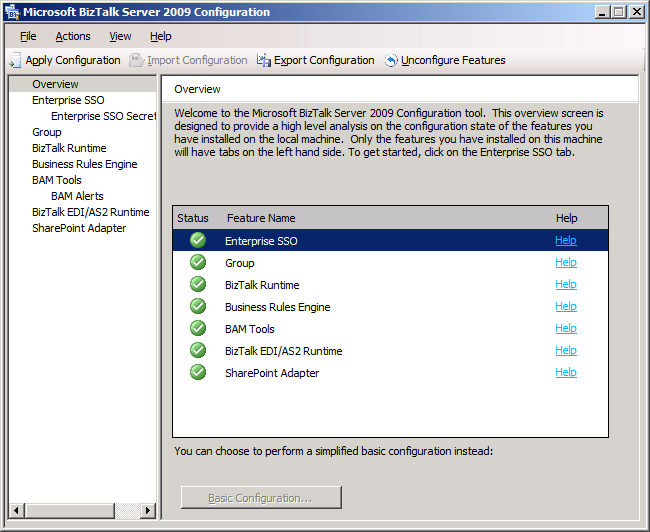 Microsoft BizTalk Server 2009 Configuration
File Actions View Help
Apply Configuration Import Configuration Export Configuration Unconfigure Features
Overview
Enterprise SSO
Enterprise SSO Secret
Group
BizTalk Runtime
Business Rules Engine
BAM Tools
BAM Alerts
BizTalk EDI/AS2 Runtime
SharePoint Adapter
Overview
Welcome to the Microsoft BizTalk Server 2009 Configuration tool. This overview screen is
designed to provide a high level analysis on the configuration state of the features you
have installed on the local machine. Only the features you have installed on this machine
will have tabs on the left hand side. To get started, click on the Enterprise SSO tab.
Status Feature Name Help
Enterprise SSO Help
Group Help
BizTalk Runtime Help
Business Rules Engine Help
BAM Tools Help
BizTalk EDI/AS2 Runtime Help
SharePoint Adapter Help
You can choose to perform a simplified basic configuration instead:
Basic Configuration...